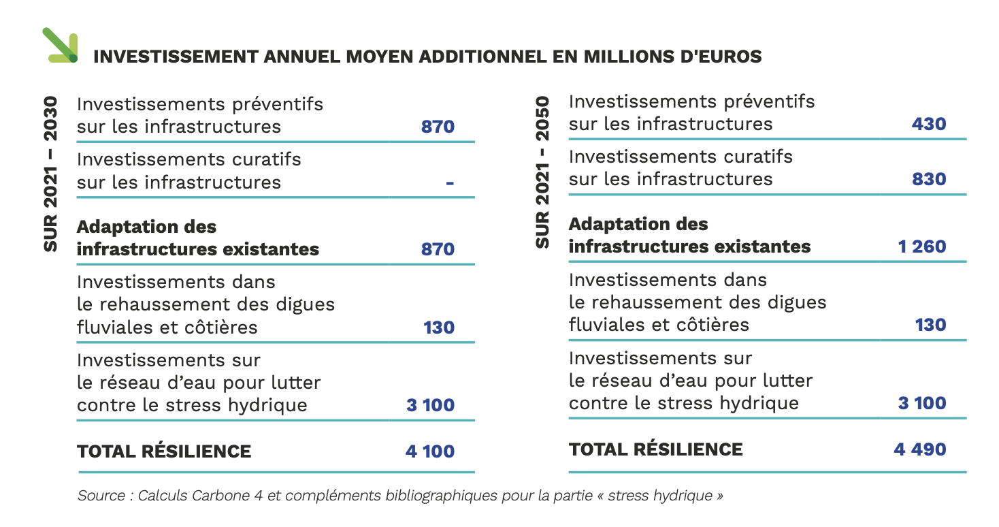 INVESTISSEMENT ANNUEL MOYEN ADDITIONNEL EN MILLIONS D'EUROS
SUR 2021 – 2030
Investissements préventifs
sur les infrastructures 870
Investissements curatifs
sur les infrastructures -
Adaptation des
infrastructures existantes 870
Investissements dans
le rehaussement des digues
fluviales et côtières 130
Investissements sur
le réseau d’eau pour lutter
contre le stress hydrique 3 100
TOTAL RÉSILIENCE 4 100
SUR 2021 - 2050
Investissements préventifs
sur les infrastructures 430
Investissements curatifs
sur les infrastructures 830
Adaptation des
infrastructures existantes 1 260
Investissements dans
le rehaussement des digues
fluviales et côtières 130
Investissements sur
le réseau d’eau pour lutter
contre le stress hydrique 3 100
TOTAL RÉSILIENCE 4 490
Source : Calculs Carbone 4 et compléments bibliographiques pour la partie « stress hydrique »